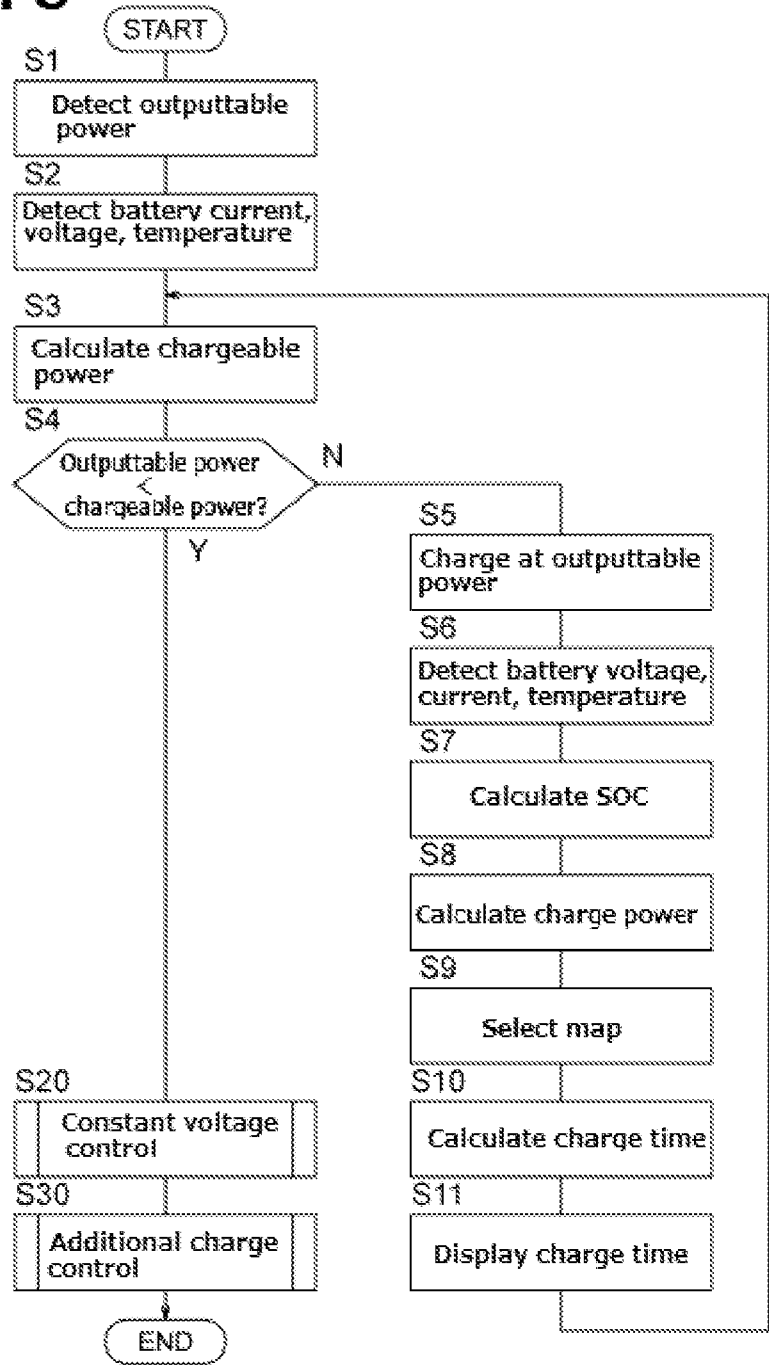 START
S1
Detect outputtable
power
S2
Detect battery current,
voltage, temperature
S3
Calculate chargeable
power
S4
Outputtable power
<
chargeable power?
N
Y
S5
Charge at outputtable
power
S6
Detect battery voltage,
current, temperature
S7
Calculate SOC
S8
Calculate charge power
S9
Select map
S10
Calculate charge time
S11
Display charge time
S20
Constant voltage
control
S30
Additional charge
control
END